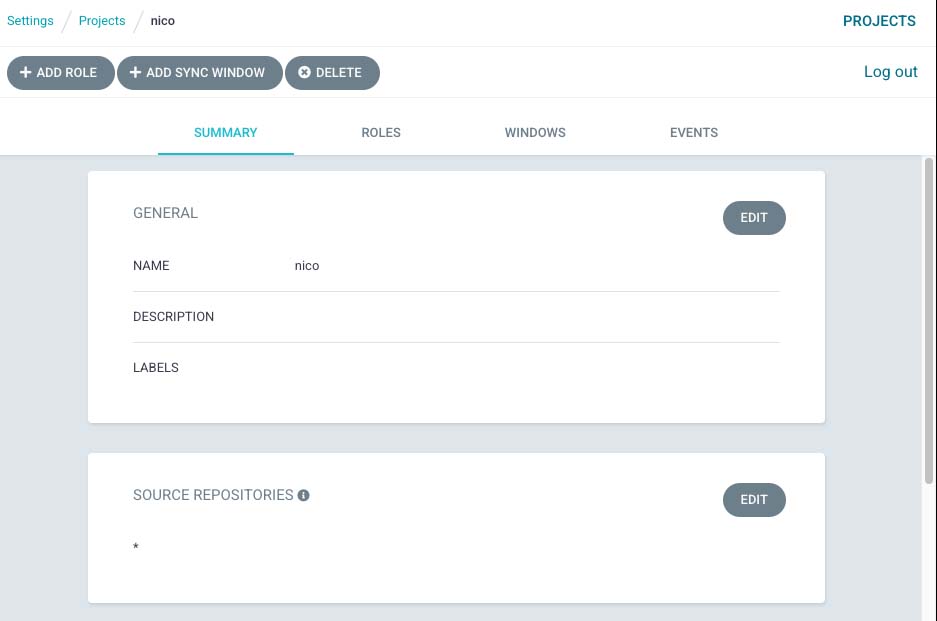 Settings / Projects / nico PROJECTS
+ ADD ROLE + ADD SYNC WINDOW DELETE Log out
SUMMARY ROLES WINDOWS EVENTS
GENERAL EDIT
NAME nico
DESCRIPTION
LABELS
SOURCE REPOSITORIES EDIT
*